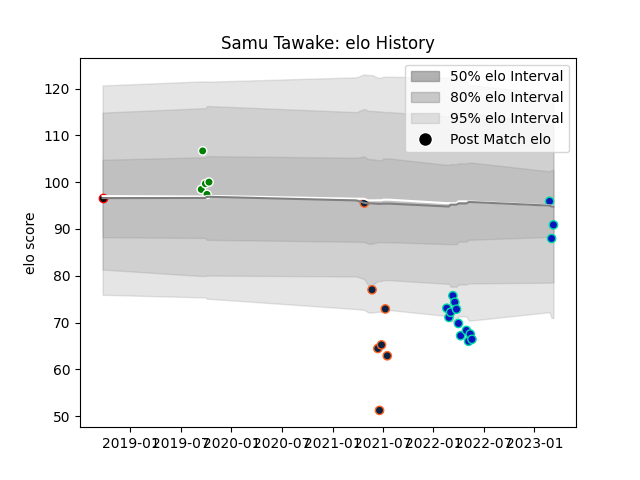 Samu Tawake: elo History
50% elo Interval
80% elo Interval
95% elo Interval
Post Match elo
elo score
120
110
100
90
80
70
60
50
2019-01 2019-07 2020-01 2020-07 2021-01 2021-07 2022-01 2022-07 2023-01